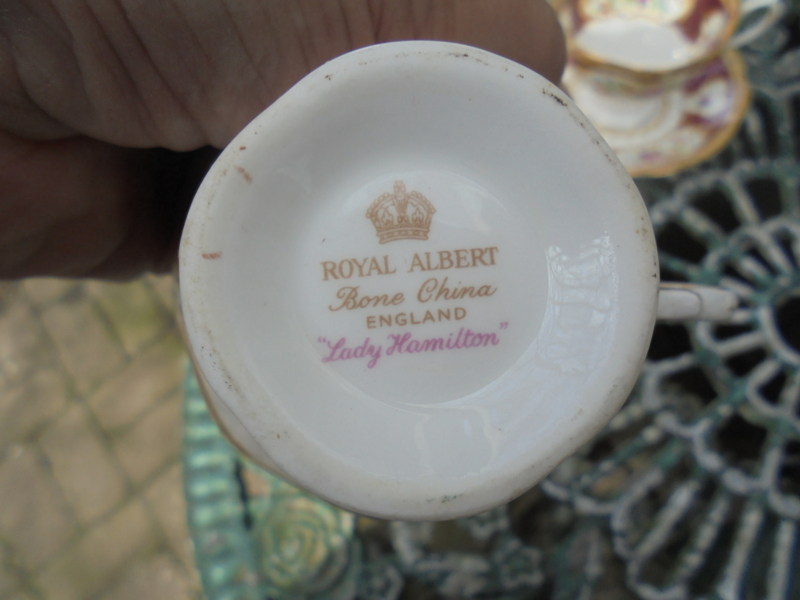 ROYAL ALBERT
Bone China
ENGLAND
"Lady Hamilton"